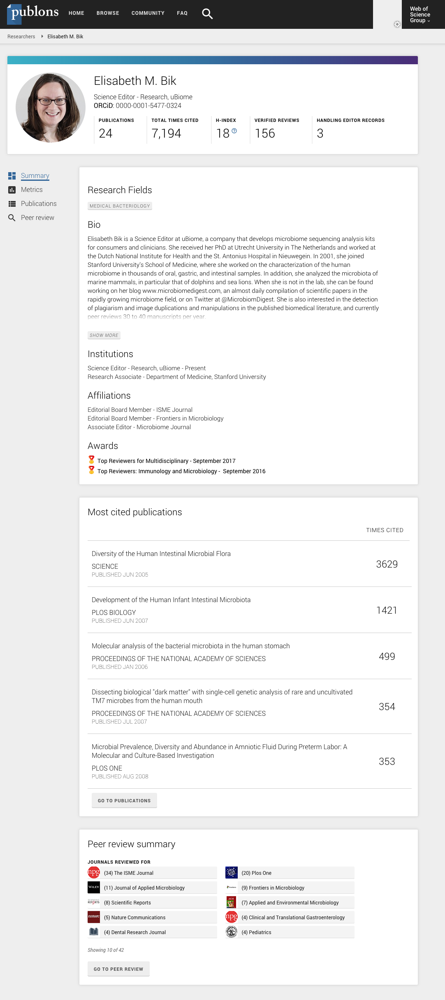 publons
HOME BROWSE COMMUNITY FAQ
Web of
Science
Group
Researchers Elisabeth M. Bik
Elisabeth M. Bik
Science Editor - Research, uBiome
ORCiD: 0000-0001-5477-0324
PUBLICATIONS TOTAL TIMES CITED H-INDEX VERIFIED REVIEWS HANDLING EDITOR RECORDS
24 7,194 18 156 3
Summary
Metrics
Publications
Peer review
Research Fields
MEDICAL BACTERIOLOGY
Bio
Elisabeth Bik is a Science Editor at uBiome, a company that develops microbiome sequencing analysis kits
for consumers and clinicians. She received her PhD at Utrecht University in The Netherlands and worked at
the Dutch National Institute for Health and the St. Antonius Hospital in Nieuwegein. In 2001, she joined
Stanford University's School of Medicine, where she worked on the characterization of the human
microbiome in thousands of oral, gastric, and intestinal samples. In addition, she analyzed the microbiota of
marine mammals, in particular that of dolphins and sea lions. When she is not in the lab, she can be found
working on her blog www.microbiomedigest.com, an almost daily compilation of scientific papers in the
rapidly growing microbiome field, or on Twitter at @MicrobiomDigest. She is also interested in the detection
of plagiarism and image duplications and manipulations in the published biomedical literature, and currently
peer reviews 30 to 40 manuscripts per year.
SHOW MORE
Institutions
Science Editor - Research, uBiome - Present
Research Associate - Department of Medicine, Stanford University
Affiliations
Editorial Board Member - ISME Journal
Editorial Board Member - Frontiers in Microbiology
Associate Editor - Microbiome Journal
Awards
Top Reviewers for Multidisciplinary - September 2017
Top Reviewers: Immunology and Microbiology - September 2016
Most cited publications
TIMES CITED
Diversity of the Human Intestinal Microbial Flora
SCIENCE
PUBLISHED JUN 2005
3629
Development of the Human Infant Intestinal Microbiota
PLOS BIOLOGY
PUBLISHED JUN 2007
1421
Molecular analysis of the bacterial microbiota in the human stomach
PROCEEDINGS OF THE NATIONAL ACADEMY OF SCIENCES
PUBLISHED JAN 2006
499
Dissecting biological "dark matter" with single-cell genetic analysis of rare and uncultivated
TM7 microbes from the human mouth
PROCEEDINGS OF THE NATIONAL ACADEMY OF SCIENCES
PUBLISHED JUL 2007
354
Microbial Prevalence, Diversity and Abundance in Amniotic Fluid During Preterm Labor: A
Molecular and Culture-Based Investigation
PLOS ONE
PUBLISHED AUG 2008
353
GO TO PUBLICATIONS
Peer review summary
JOURNALS REVIEWED FOR
npg (34) The ISME Journal
(20) Plos One
WILEY (11) Journal of Applied Microbiology
frontiers (9) Frontiers in Microbiology
SCIENTIFIC REPORTS (8) Scientific Reports
AEM (7) Applied and Environmental Microbiology
nature (5) Nature Communications
npg (4) Clinical and Translational Gastroenterology
(4) Dental Research Journal
(4) Pediatrics
Showing 10 of 42
GO TO PEER REVIEW